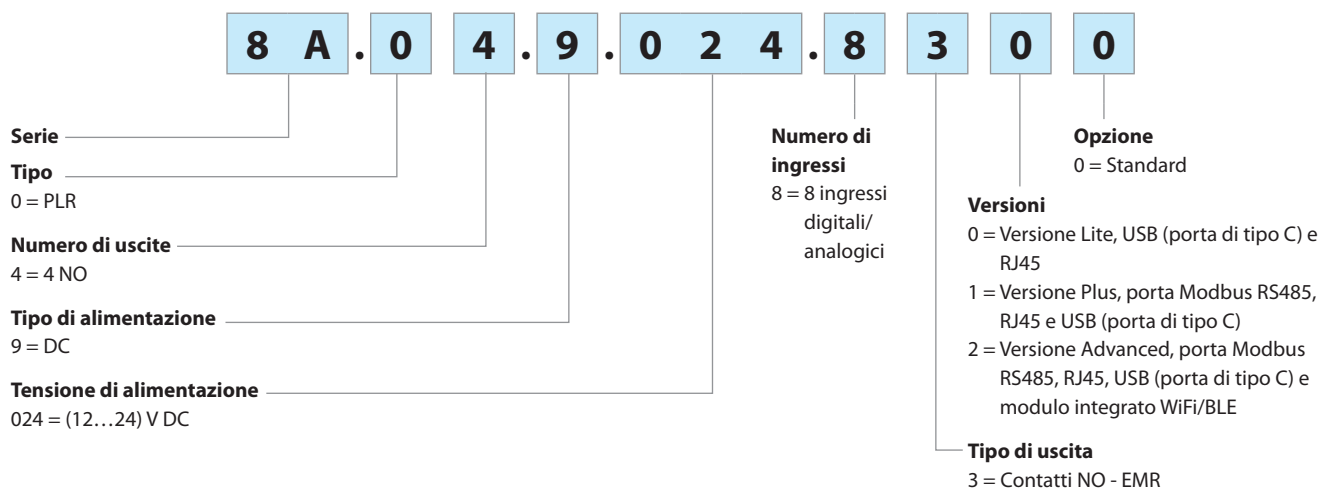 8 A . 0 4 . 9 . 0 2 4 . 8 3 0 0
Serie
Tipo
0 = PLR
Numero di uscite
4 = 4 NO
Tipo di alimentazione
9 = DC
Tensione di alimentazione
024 = (12…24) V DC
Numero di
ingressi
8 = 8 ingressi
digitali/
analogici
Opzione
0 = Standard
Versioni
0 = Versione Lite, USB (porta di tipo C) e
RJ45
1 = Versione Plus, porta Modbus RS485,
RJ45 e USB (porta di tipo C)
2 = Versione Advanced, porta Modbus
RS485, RJ45, USB (porta di tipo C) e
modulo integrato WiFi/BLE
Tipo di uscita
3 = Contatti NO - EMR